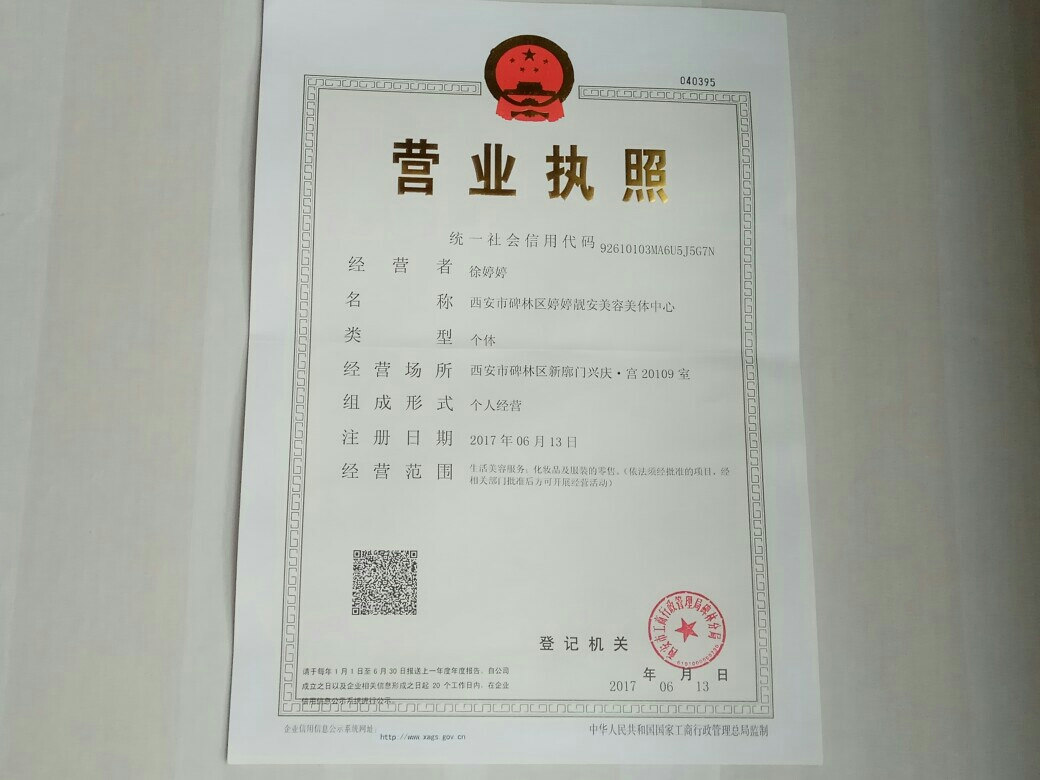 040395
营业执照
统一社会信用代码 92610103MA6U5J5G7N
经营者 徐婷婷
名称 西安市碑林区婷婷靓安美容美体中心
类型 个体
经营场所 西安市碑林区新廓门兴庆·宫 20109 室
组成形式 个人经营
注册日期 2017 年 06 月 13 日
经营范围 生活美容服务、化妆品及服装的零售。（依法须经批准的项目，经
相关部门批准后方可开展经营活动）
西安市工商行政管理局碑林分局
登记机关
年 月 日
2017 06 13
请于每年 1 月 1 日至 6 月 30 日报送上一年度年度报告。自公司
成立之日以及企业相关信息形成之日起 20 个工作日内，在企业
信用信息公示系统进行公示。
企业信用信息公示系统网址：
http://www.xags.gov.cn
中华人民共和国国家工商行政管理总局监制